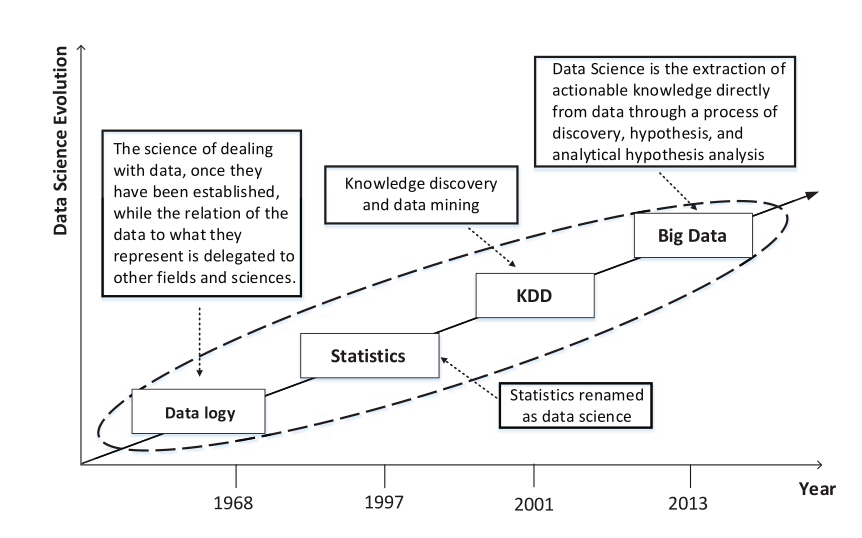 Data Science Evolution
Data Science is the extraction of
actionable knowledge directly
from data through a process of
discovery, hypothesis, and
analytical hypothesis analysis
The science of dealing
with data, once they
have been established,
while the relation of the
data to what they
represent is delegated to
other fields and sciences.
Knowledge discovery
and data mining
Big Data
KDD
Statistics
Statistics renamed
as data science
Data logy
1968
1997
2001
2013
Year